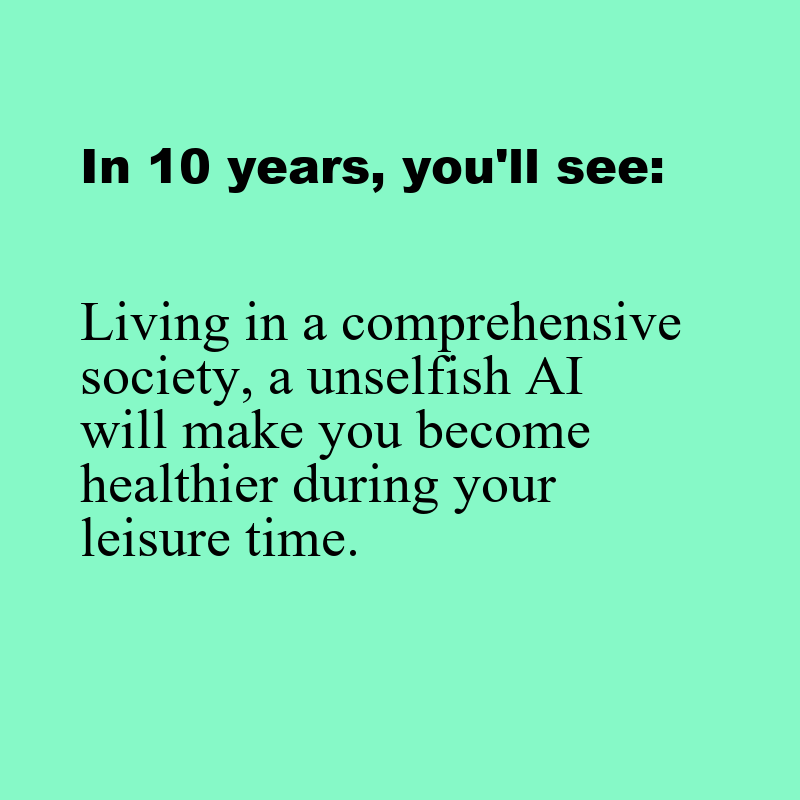 In 10 years, you'll see:
Living in a comprehensive
society, a unselfish AI
will make you become
healthier during your
leisure time.